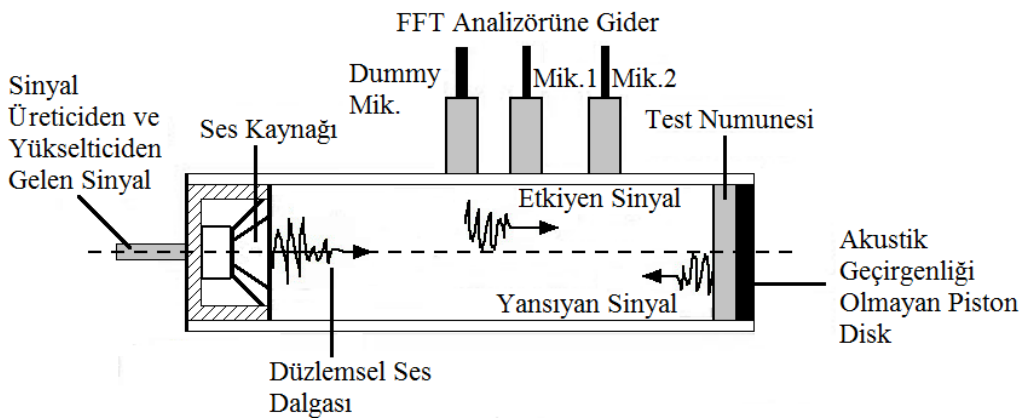 FFT Analizörüne Gider
Dummy
Mik.
Mik.1
Mik.2
Sinyal
Üreticiden ve
Yükselticiden
Gelen Sinyal
Ses Kaynağı
Test Numunesi
Etkiyen Sinyal
Yansıyan Sinyal
Akustik
Geçirgenliği
Olmayan Piston
Disk
Düzlemsel Ses
Dalgası